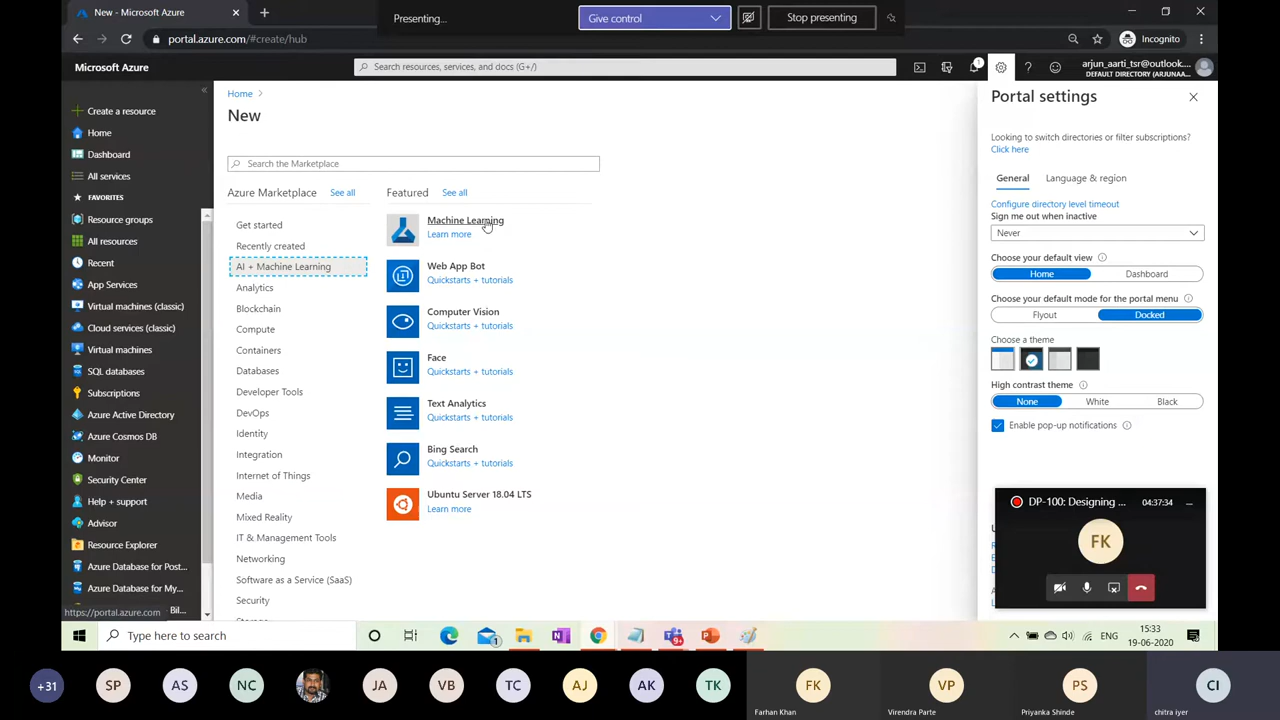 New - Microsoft Azure
Presenting...
Give control
Stop presenting
portal.azure.com/#create/hub
Incognito
Microsoft Azure
Search resources, services, and docs (G+/)
1
arjun_aarti_tsr@outlook....
DEFAULT DIRECTORY (ARJUNAA...
Create a resource
Home
Dashboard
All services
FAVORITES
Resource groups
All resources
Recent
App Services
Virtual machines (classic)
Cloud services (classic)
Virtual machines
SQL databases
Subscriptions
Azure Active Directory
Azure Cosmos DB
Monitor
Security Center
Help + support
Advisor
Resource Explorer
Azure Database for Post...
Azure Database for My...
https://portal.azure.com
Bil...
Home
New
Search the Marketplace
Azure Marketplace See all
Get started
Recently created
AI + Machine Learning
Analytics
Blockchain
Compute
Containers
Databases
Developer Tools
DevOps
Identity
Integration
Internet of Things
Media
Mixed Reality
IT & Management Tools
Networking
Software as a Service (SaaS)
Security
Featured See all
Machine Learning
Learn more
Web App Bot
Quickstarts + tutorials
Computer Vision
Quickstarts + tutorials
Face
Quickstarts + tutorials
Text Analytics
Quickstarts + tutorials
Bing Search
Quickstarts + tutorials
Ubuntu Server 18.04 LTS
Learn more
Portal settings
Looking to switch directories or filter subscriptions?
Click here
General Language & region
Configure directory level timeout
Sign me out when inactive
Never
Choose your default view
Home Dashboard
Choose your default mode for the portal menu
Flyout Docked
Choose a theme
High contrast theme
None White Black
Enable pop-up notifications
DP-100: Designing ... 04:37:34
FK
Type here to search
1
9+
ENG
15:33
19-06-2020
+31
SP
AS
NC
JA
VB
TC
AJ
AK
TK
FK
Farhan Khan
VP
Virendra Parte
PS
Priyanka Shinde
CI
chitra iyer